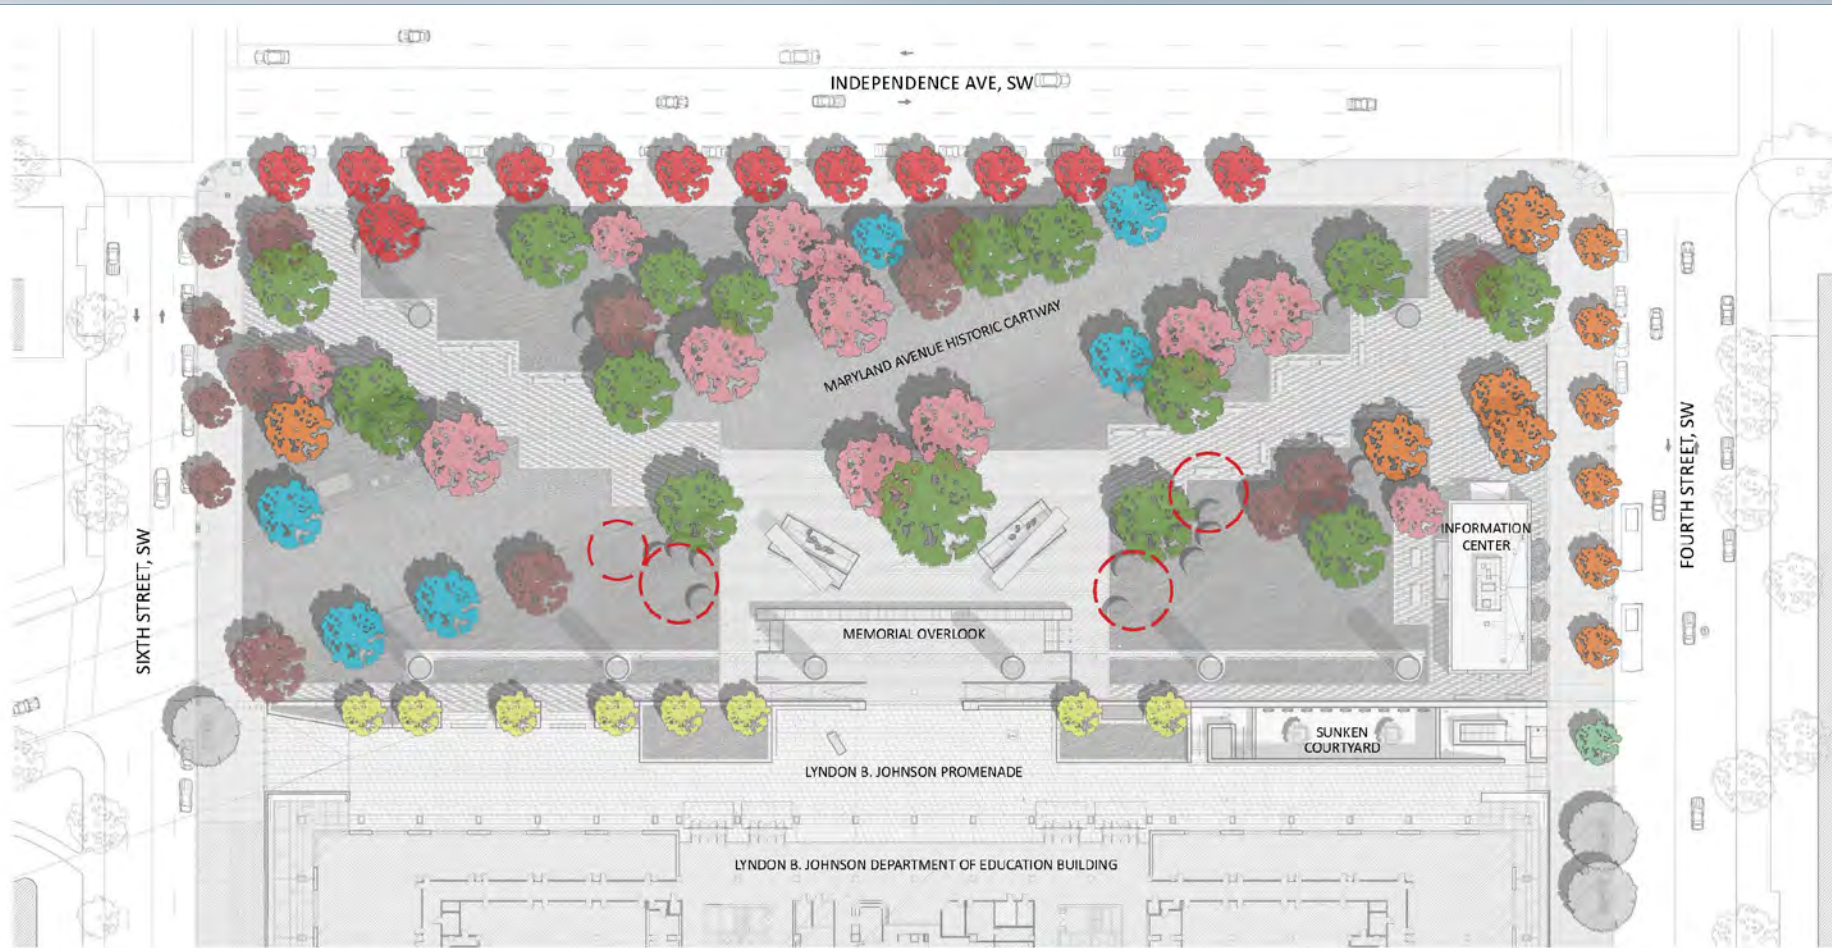 INDEPENDENCE AVE, SW
MARYLAND AVENUE HISTORIC CARTWAY
SIXTH STREET, SW
FOURTH STREET, SW
INFORMATION
CENTER
MEMORIAL OVERLOOK
SUNKEN
COURTYARD
LYNDON B. JOHNSON PROMENADE
LYNDON B. JOHNSON DEPARTMENT OF EDUCATION BUILDING